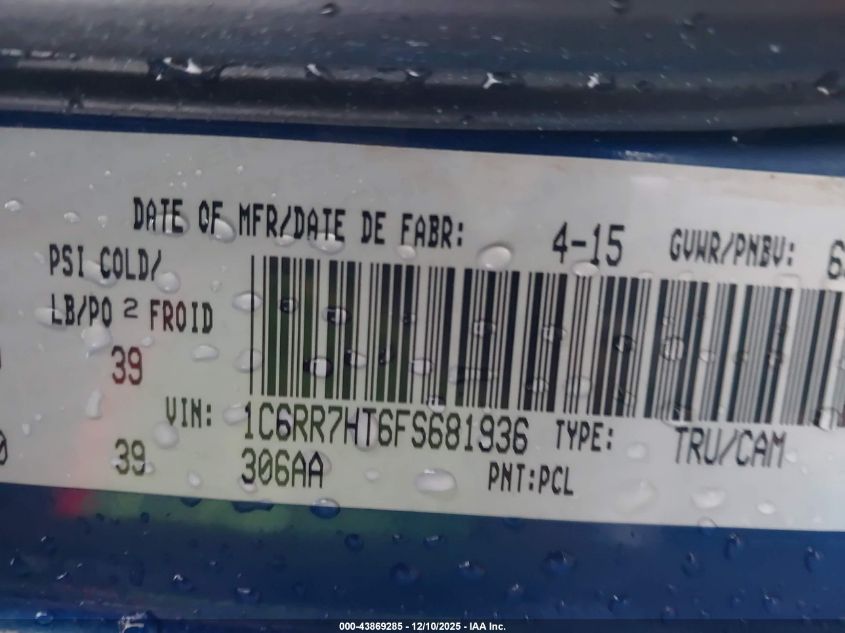 DATE OF MFR/DATE DE FABR: 4-15 GVWR/PNBV:
PSI COLD/
LB/PO 2 FROID
39
VIN: 1C6RR7HT6FS681936 TYPE: TRU/CAM
39 306AA PNT:PCL
000-43869285 - 12/10/2025 - IAA Inc.